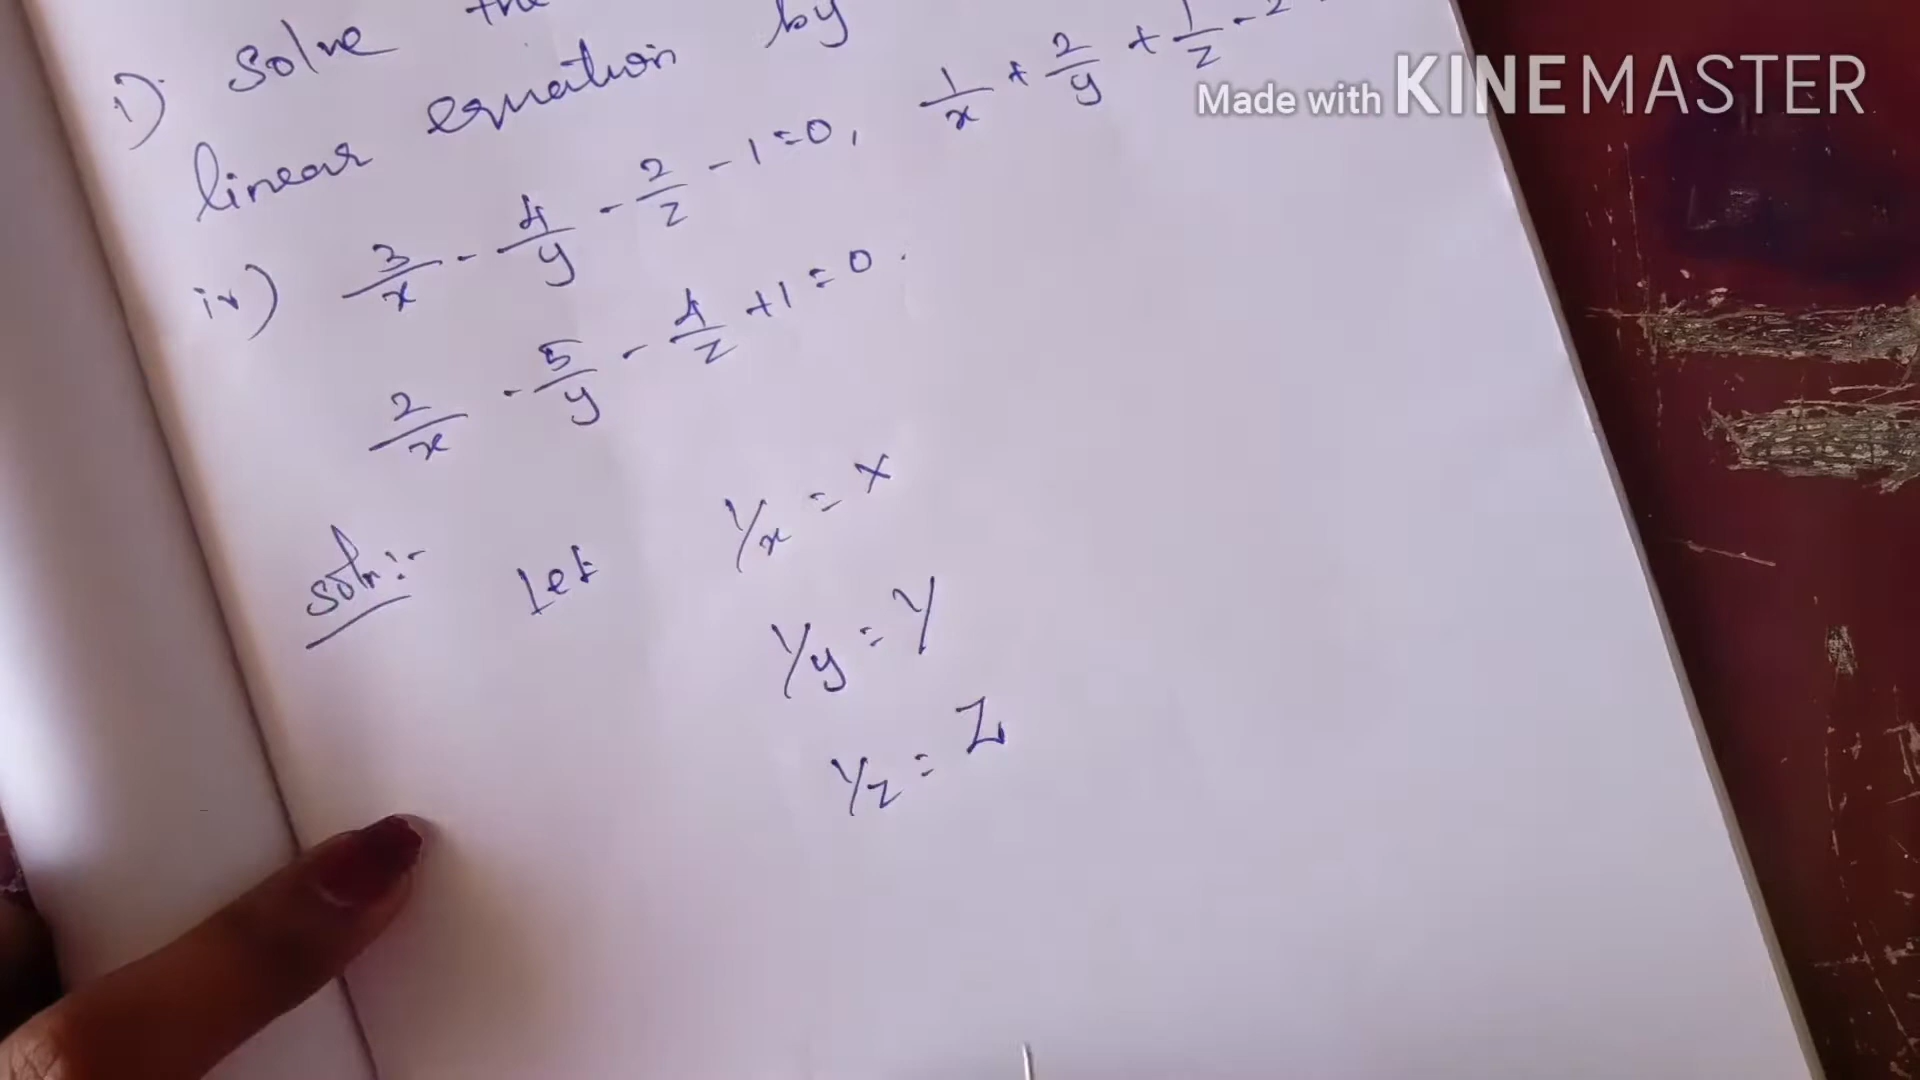 1) Solve the
linear equation by
iv) 3/x - 4/y - 2/z - 1 = 0, 1/x + 2/y + 1/z - 2
2/x - 5/y - 4/z + 1 = 0.
Soln:- Let 1/x = X
1/y = Y
1/z = Z
Made with KINEMASTER